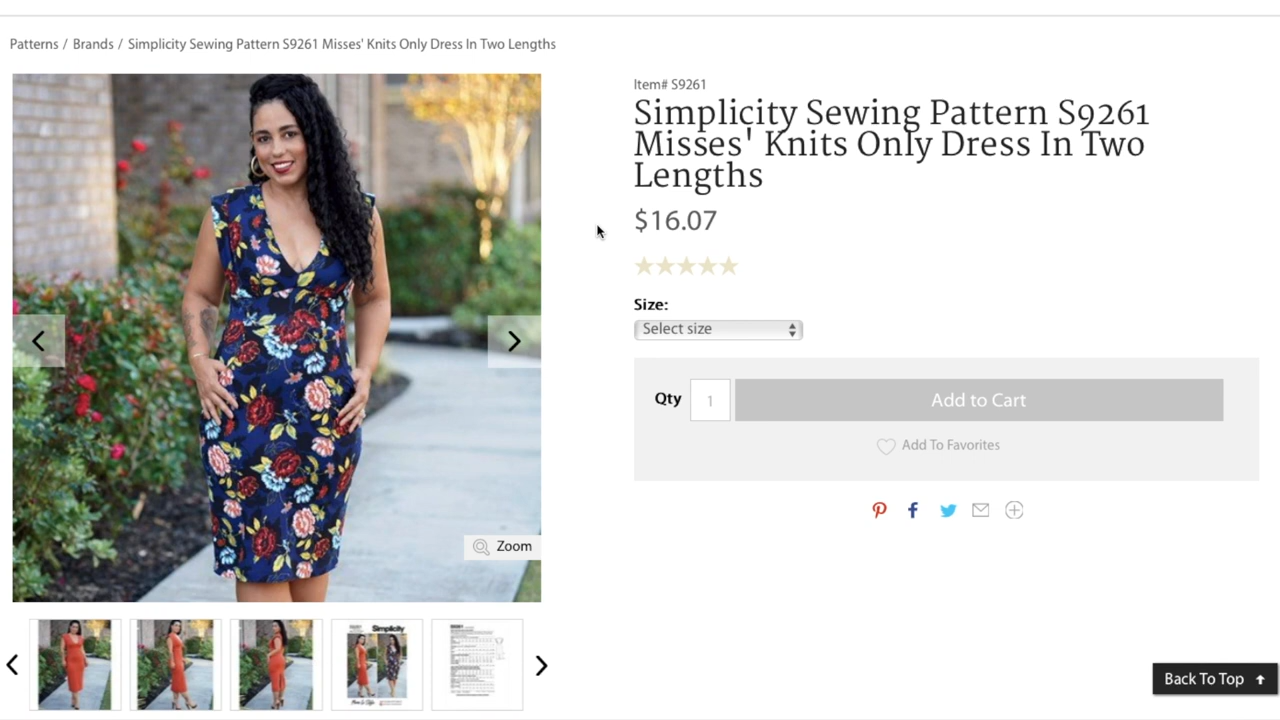 Patterns / Brands / Simplicity Sewing Pattern S9261 Misses' Knits Only Dress In Two Lengths
Item# S9261
Simplicity Sewing Pattern S9261
Misses' Knits Only Dress In Two
Lengths
$16.07
Size:
Select size
Qty
1
Add to Cart
Add To Favorites
Zoom
Simplicity
Back To Top